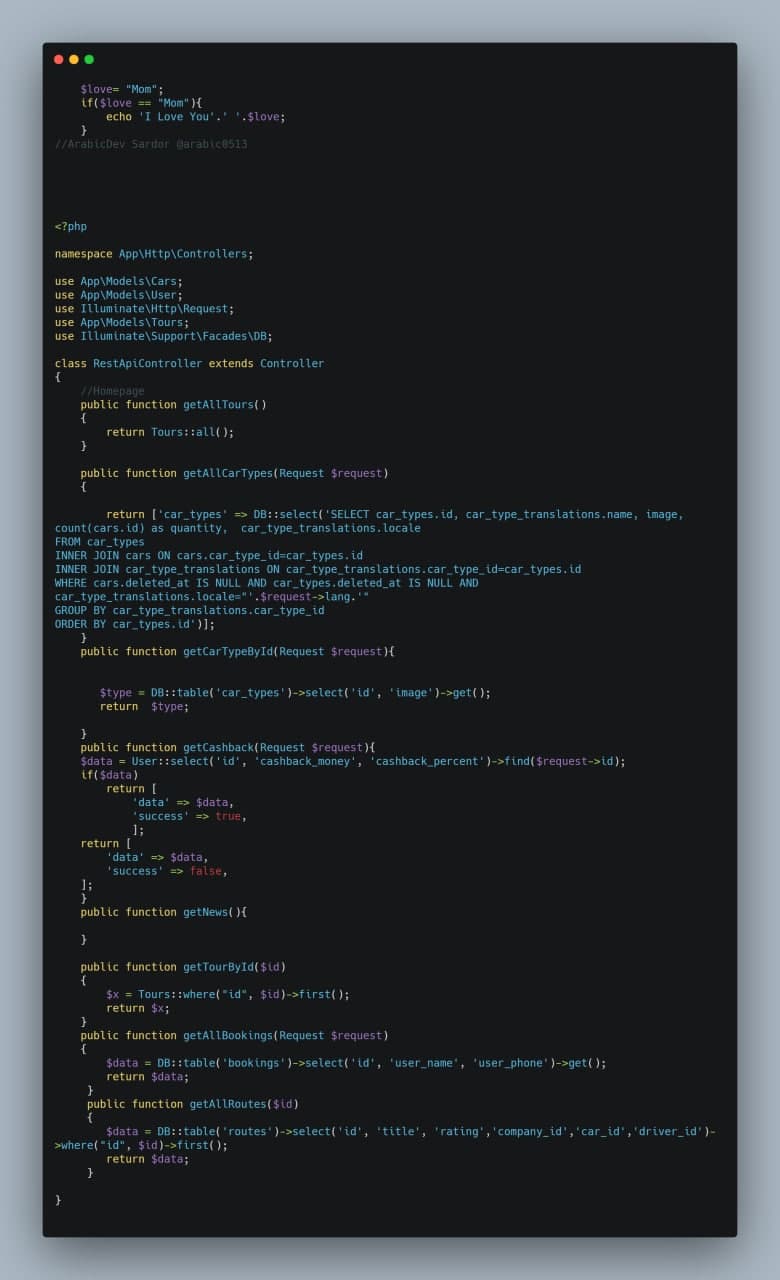 $love= "Mom";
if($love == "Mom"){
echo 'I Love You'.' '.$love;
}
//ArabicDev Sardor @arabic0513
<?php
namespace App\Http\Controllers;
use App\Models\Cars;
use App\Models\User;
use Illuminate\Http\Request;
use App\Models\Tours;
use Illuminate\Support\Facades\DB;
class RestApiController extends Controller
{
//Homepage
public function getAllTours()
{
return Tours::all();
}
public function getAllCarTypes(Request $request)
{
return ['car_types' => DB::select('SELECT car_types.id, car_type_translations.name, image,
count(cars.id) as quantity,  car_type_translations.locale
FROM car_types
INNER JOIN cars ON cars.car_type_id=car_types.id
INNER JOIN car_type_translations ON car_type_translations.car_type_id=car_types.id
WHERE cars.deleted_at IS NULL AND car_types.deleted_at IS NULL AND
car_type_translations.locale="'.$request->lang.'"
GROUP BY car_type_translations.car_type_id
ORDER BY car_types.id')];
}
public function getCarTypeById(Request $request){
$type = DB::table('car_types')->select('id', 'image')->get();
return  $type;
}
public function getCashback(Request $request){
$data = User::select('id', 'cashback_money', 'cashback_percent')->find($request->id);
if($data)
return [
'data' => $data,
'success' => true,
];
return [
'data' => $data,
'success' => false,
];
}
public function getNews(){
}
public function getTourById($id)
{
$x = Tours::where("id", $id)->first();
return $x;
}
public function getAllBookings(Request $request)
{
$data = DB::table('bookings')->select('id', 'user_name', 'user_phone')->get();
return $data;
}
public function getAllRoutes($id)
{
$data = DB::table('routes')->select('id', 'title', 'rating','company_id','car_id','driver_id')-
>where("id", $id)->first();
return $data;
}
}